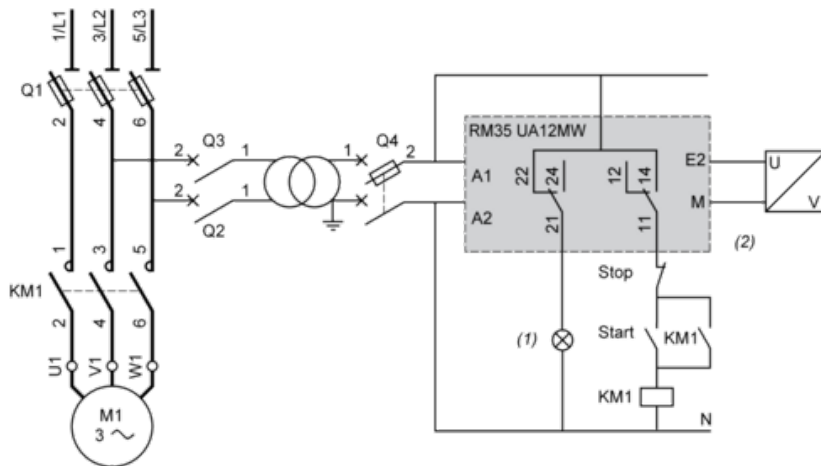 1/L1 3/L2 5/L3
Q1
2 4 6
Q3
2 1
2 1
Q2
1 Q4 2
RM35 UA12MW
A1
A2
22 24
21
12 14
11
E2
M
U
V
(2)
1 3 5
KM1
2 4 6
U1 V1 W1
M1
3
Stop
(1)
Start KM1
KM1
N